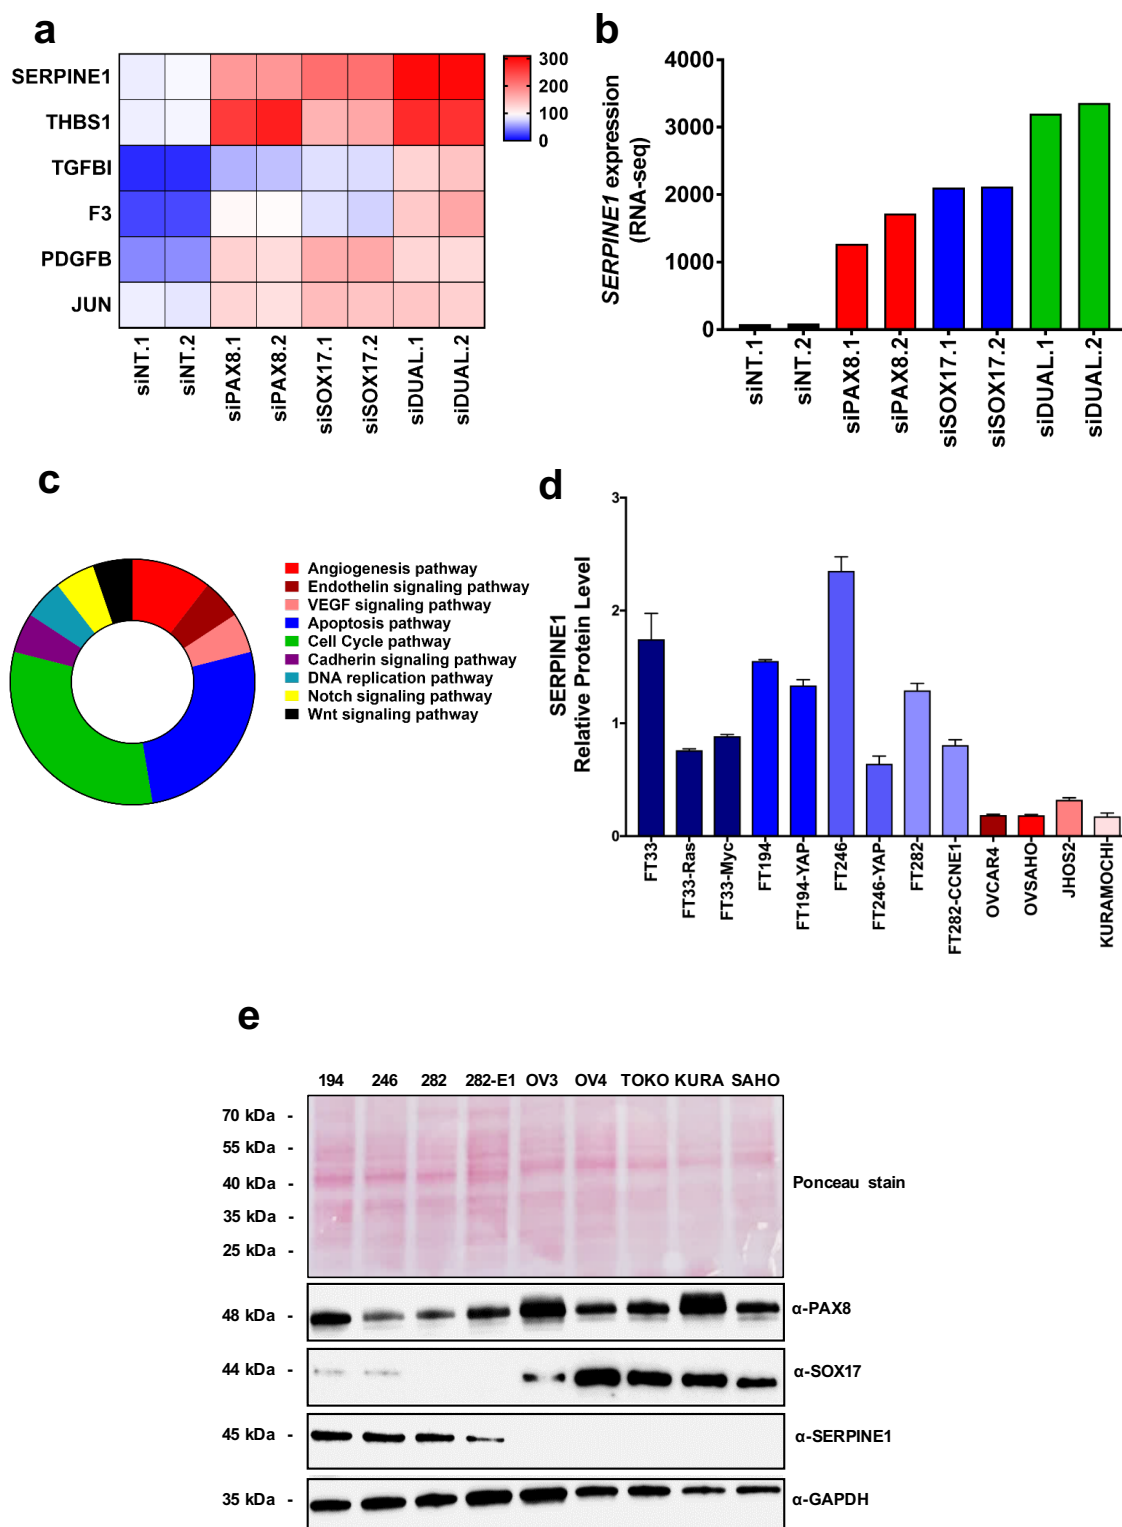 a
SERPINE1
THBS1
TGFBI
F3
PDGFB
JUN
300
200
100
0
siNT.1
siNT.2
siPAX8.1
siPAX8.2
siSOX17.1
siSOX17.2
siDUAL.1
siDUAL.2
b
SERPINE1 expression
(RNA-seq)
4000
3000
2000
1000
0
siNT.1
siNT.2
siPAX8.1
siPAX8.2
siSOX17.1
siSOX17.2
siDUAL.1
siDUAL.2
c
Angiogenesis pathway
Endothelin signaling pathway
VEGF signaling pathway
Apoptosis pathway
Cell Cycle pathway
Cadherin signaling pathway
DNA replication pathway
Notch signaling pathway
Wnt signaling pathway
d
SERPINE1
Relative Protein Level
3
2
1
0
FT33
FT33-Ras
FT33-Myc
FT194
FT194-YAP
FT246
FT246-YAP
FT282
FT282-CCNE1
OVCAR4
OVSAHO
JHOS2
KURAMOCHI
e
194 246 282 282-E1 OV3 OV4 TOKO KURA SAHO
70 kDa -
55 kDa -
40 kDa -
35 kDa -
25 kDa -
Ponceau stain
48 kDa -
α-PAX8
44 kDa -
α-SOX17
45 kDa -
α-SERPINE1
35 kDa -
α-GAPDH